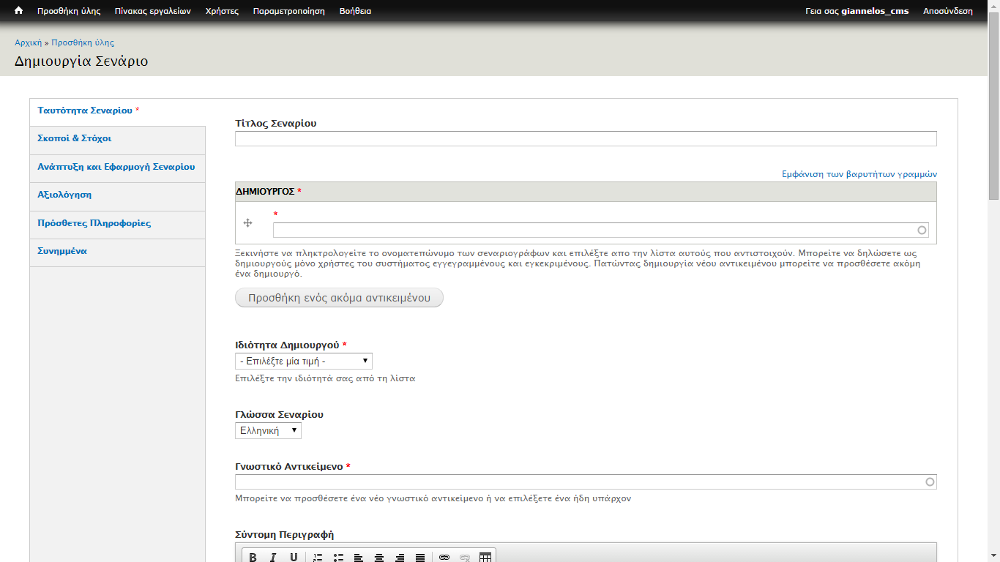 Προσθήκη ύλης Πίνακας εργαλείων Χρήστες Παραμετροποίηση Βοήθεια Γεια σας giannelos_cms Αποσύνδεση
Αρχική » Προσθήκη ύλης
Δημιουργία Σενάριο
Ταυτότητα Σεναρίου *
Σκοποί & Στόχοι
Ανάπτυξη και Εφαρμογή Σεναρίου
Αξιολόγηση
Πρόσθετες Πληροφορίες
Συνημμένα
Τίτλος Σεναρίου
Εμφάνιση των βαρυτήτων γραμμών
ΔΗΜΙΟΥΡΓΟΣ *
*
Ξεκινήστε να πληκτρολογείτε το ονοματεπώνυμο των σεναριογράφων και επιλέξτε απο την λίστα αυτούς που αντιστοιχούν. Μπορείτε να δηλώσετε ως
δημιουργούς μόνο χρήστες του συστήματος εγγεγραμμένους και εγκεκριμένους. Πατώντας δημιουργία νέου αντικειμένου μπορείτε να προσθέσετε ακόμη
ένα δημιουργό.
Προσθήκη ενός ακόμα αντικειμένου
Ιδιότητα Δημιουργού *
- Επιλέξτε μία τιμή -
Επιλέξτε την ιδιότητά σας από τη λίστα
Γλώσσα Σεναρίου
Ελληνική
Γνωστικό Αντικείμενο *
Μπορείτε να προσθέσετε ένα νέο γνωστικό αντικείμενο ή να επιλέξετε ένα ήδη υπάρχον
Σύντομη Περιγραφή
B I U